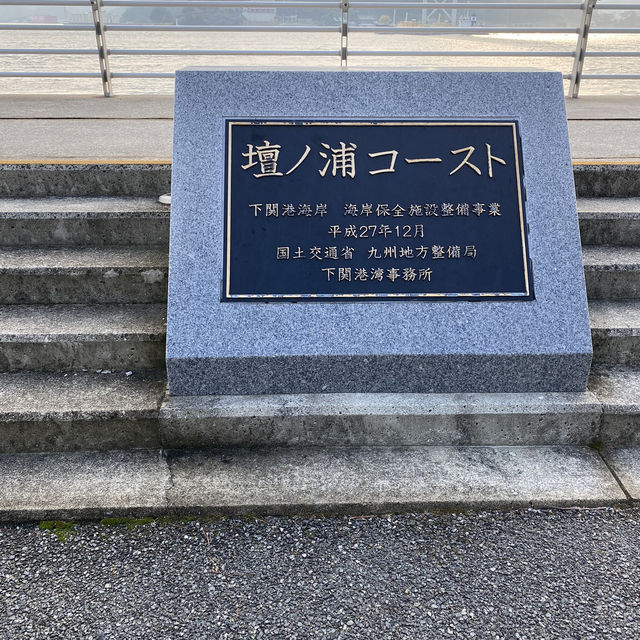 壇ノ浦コースト
下関港海岸　海岸保全施設整備事業
平成27年12月
国土交通省　九州地方整備局
下関港湾事務所